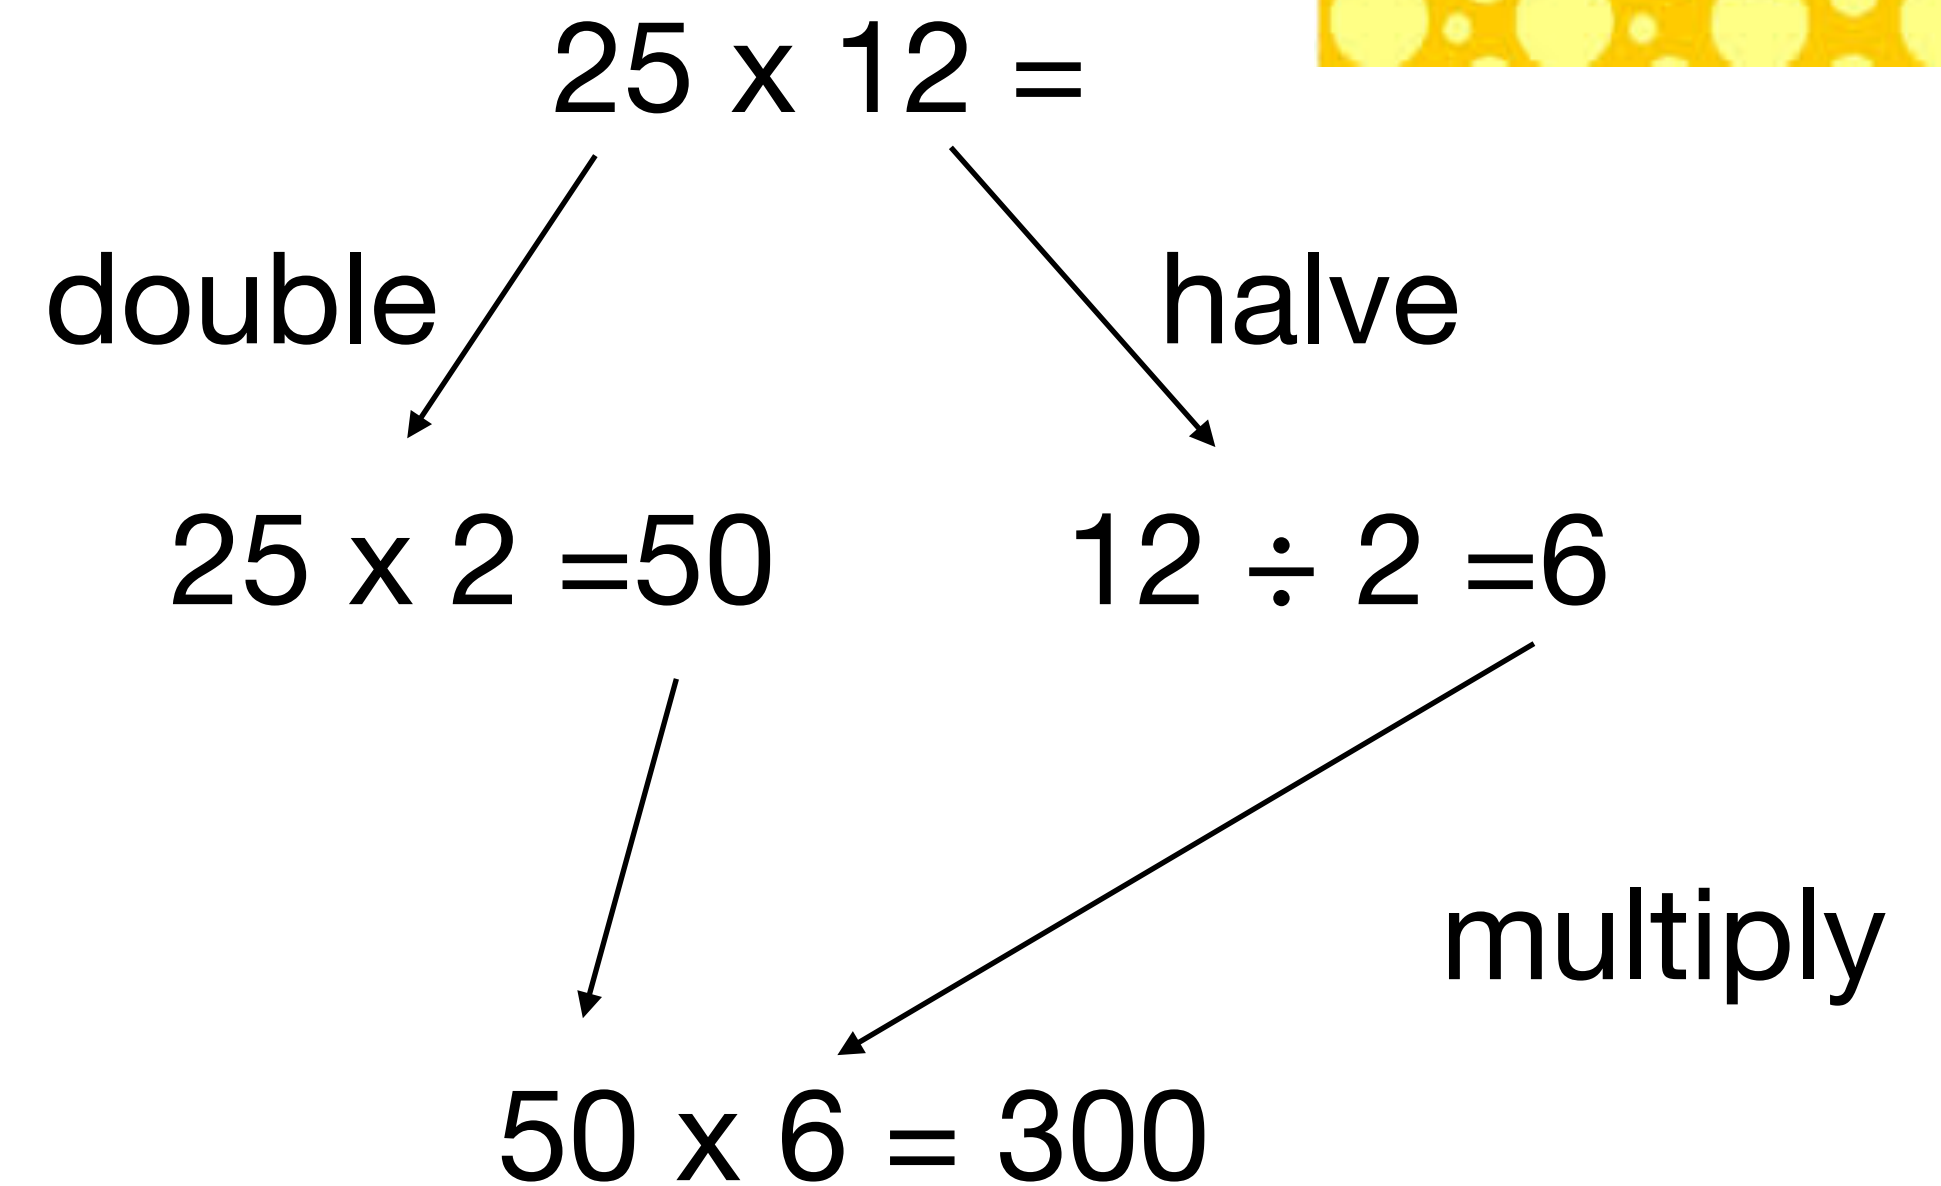 25 x 12 =
double
halve
25 x 2 =50
12 ÷ 2 =6
multiply
50 x 6 = 300